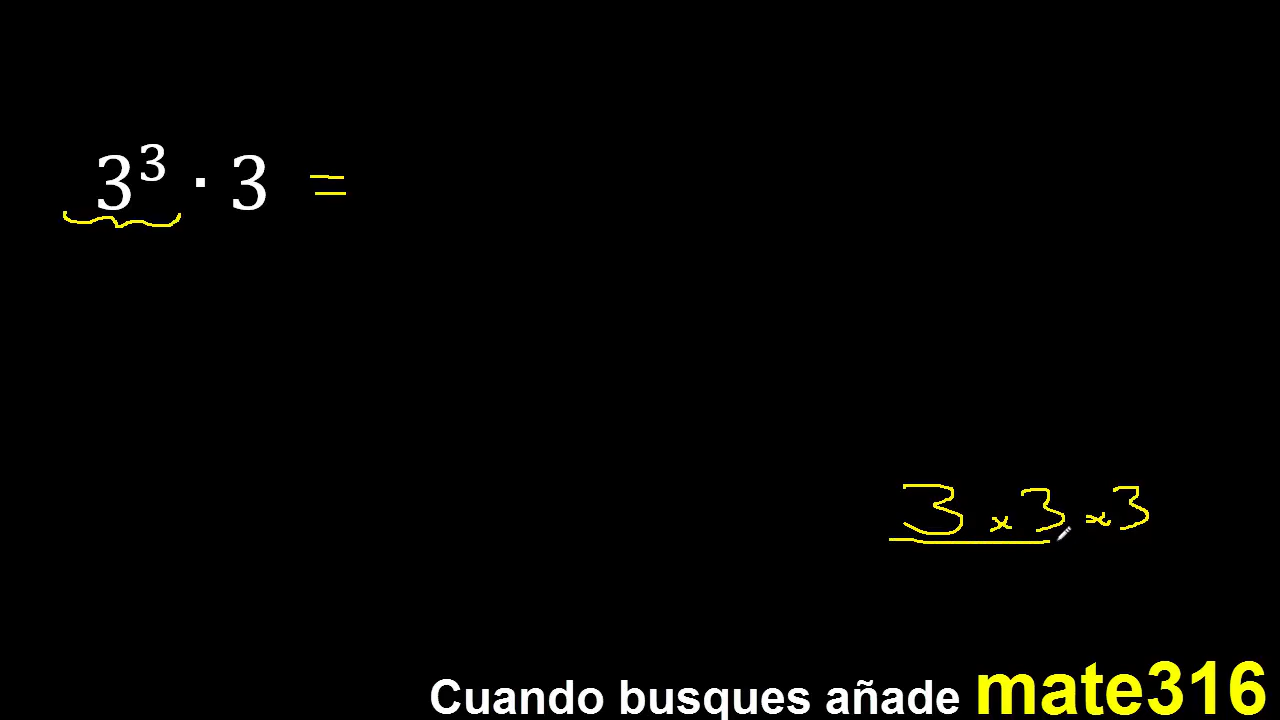 3³ · 3 =
3 x 3 x 3
Cuando busques añade mate316